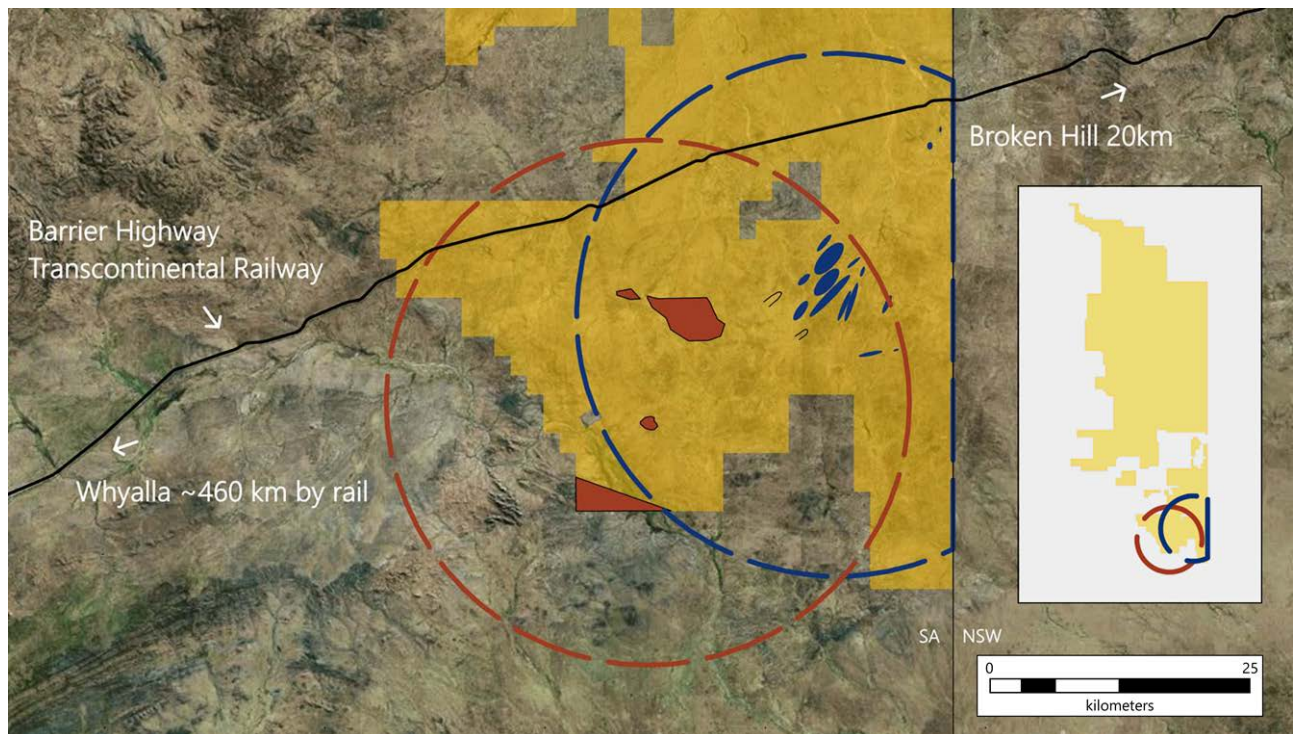 Broken Hill 20km
Barrier Highway
Transcontinental Railway
Whyalla ~460 km by rail
SA
NSW
0
25
kilometers